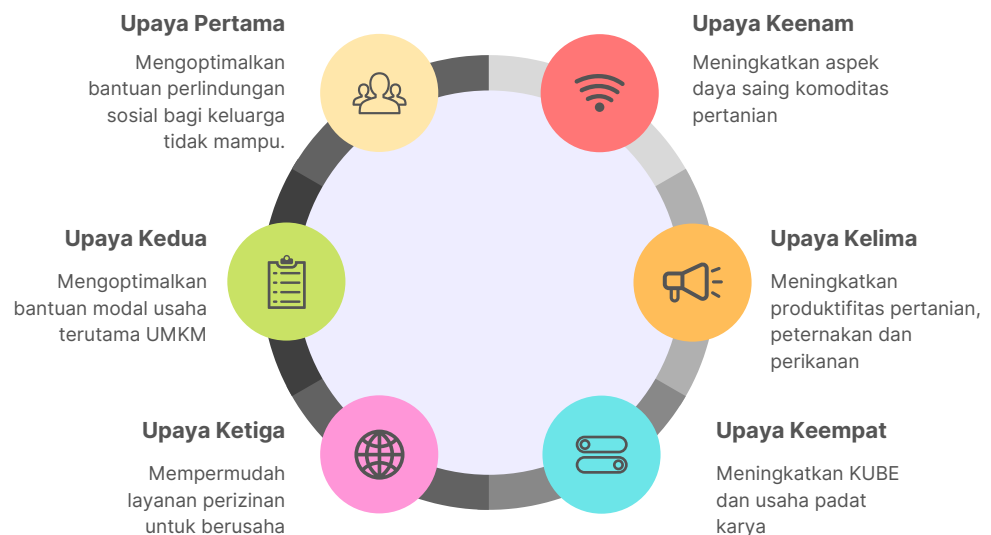 Upaya Pertama
Mengoptimalkan
bantuan perlindungan
sosial bagi keluarga
tidak mampu.
Upaya Kedua
Mengoptimalkan
bantuan modal usaha
terutama UMKM
Upaya Ketiga
Mempermudah
layanan perizinan
untuk berusaha
Upaya Keempat
Meningkatkan KUBE
dan usaha padat
karya
Upaya Kelima
Meningkatkan
produktifitas pertanian,
peternakan dan
perikanan
Upaya Keenam
Meningkatkan aspek
daya saing komoditas
pertanian